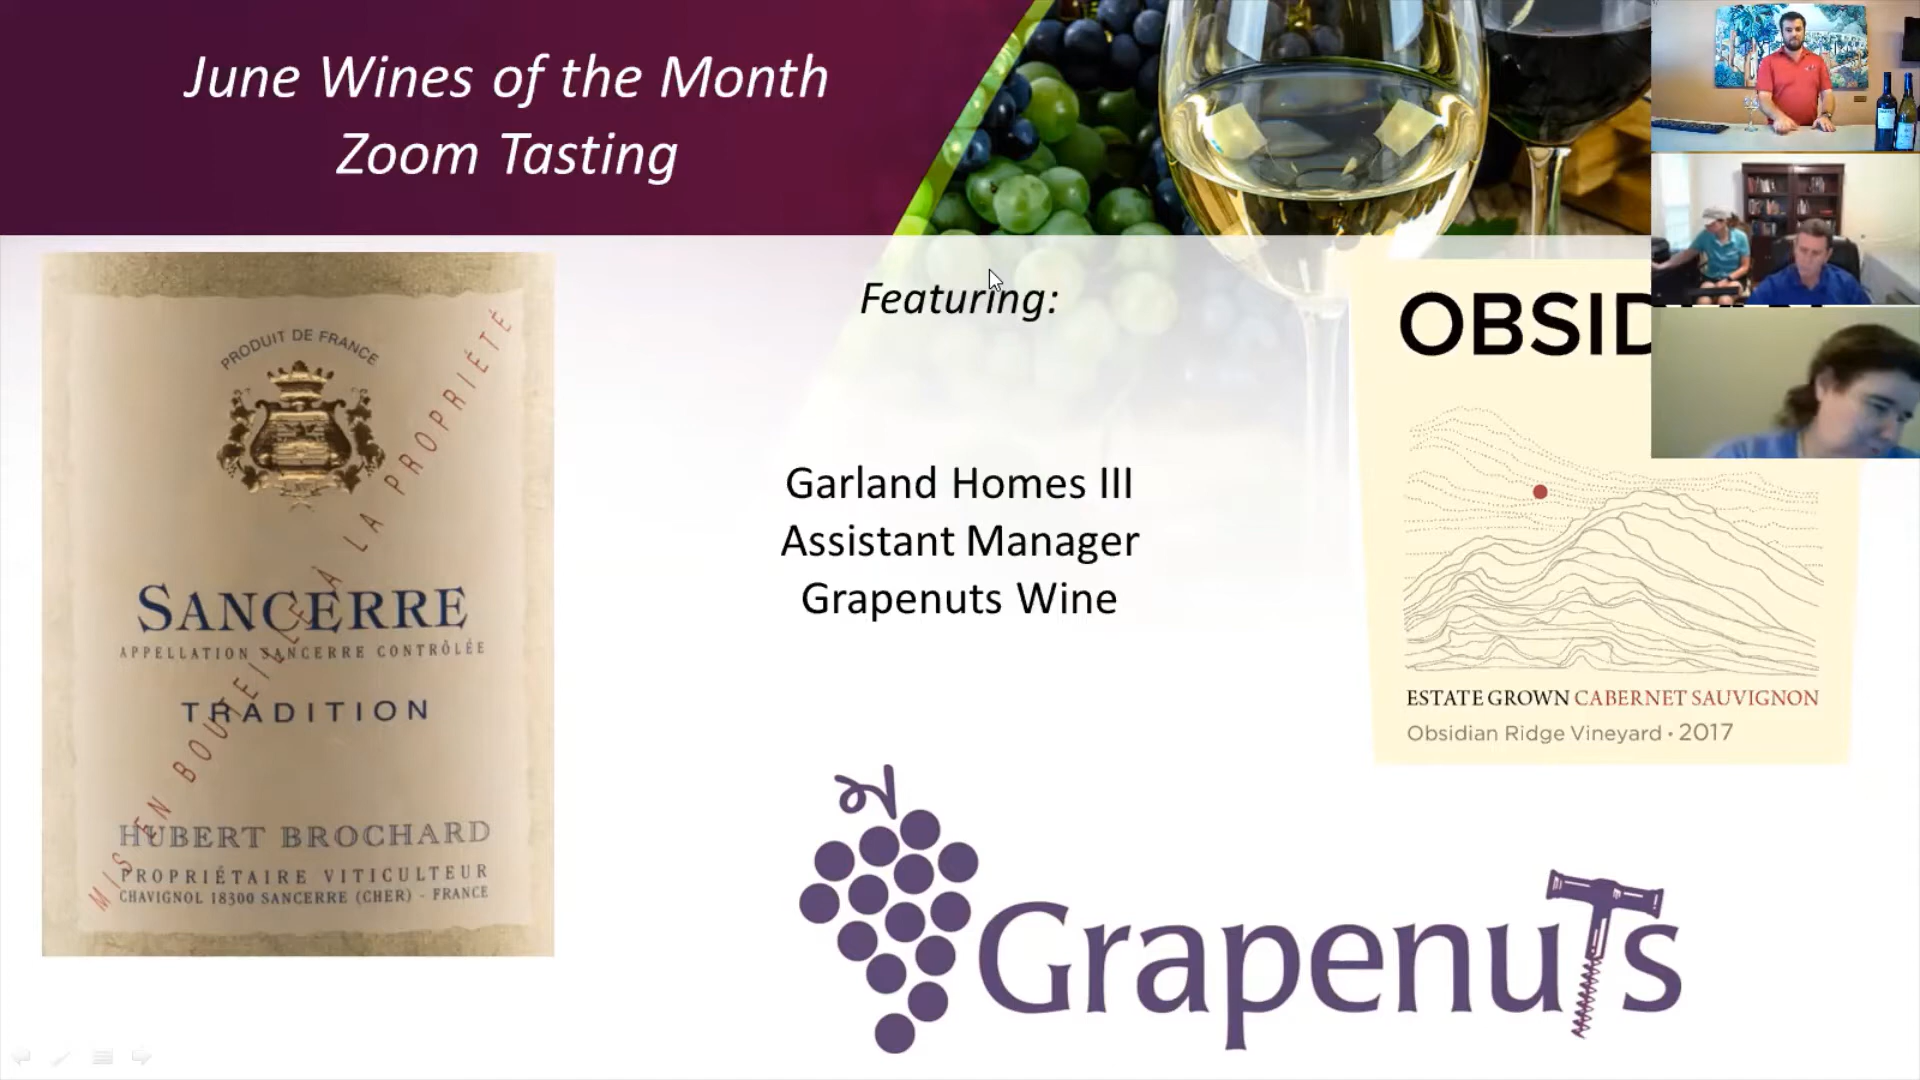 June Wines of the Month
Zoom Tasting
Featuring:
Garland Homes III
Assistant Manager
Grapenuts Wine
PRODUIT DE FRANCE
MIS EN BOUTEILLE À LA PROPRIÉTÉ
SANCERRE
APPELLATION SANCERRE CONTRÔLÉE
TRADITION
HUBERT BROCHARD
PROPRIÉTAIRE VITICULTEUR
CHAVIGNOL 18300 SANCERRE (CHER) - FRANCE
OBSID
ESTATE GROWN CABERNET SAUVIGNON
Obsidian Ridge Vineyard • 2017
Grapenuts